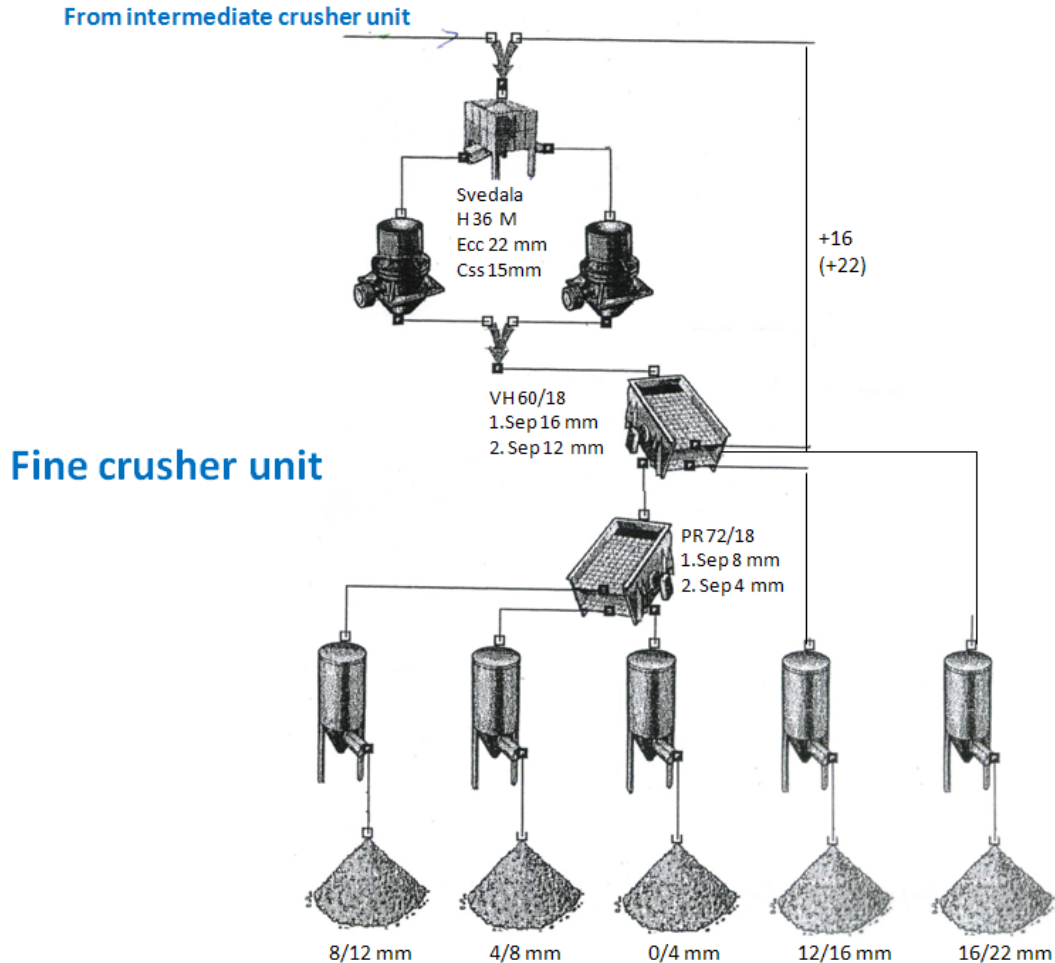 From intermediate crusher unit
Svedala
H 36 M
Ecc 22 mm
Css 15mm
+16
(+22)
VH 60/18
1.Sep 16 mm
2. Sep 12 mm
Fine crusher unit
PR 72/18
1.Sep 8 mm
2. Sep 4 mm
8/12 mm
4/8 mm
0/4 mm
12/16 mm
16/22 mm